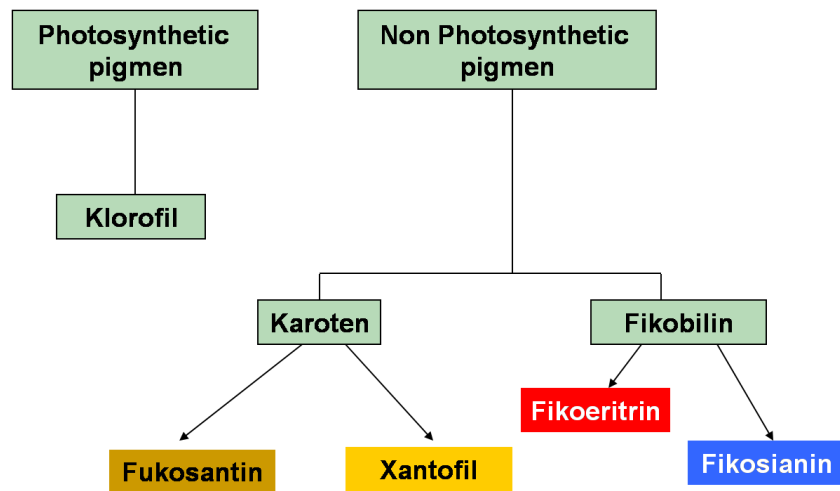 Photosynthetic
pigmen
Non Photosynthetic
pigmen
Klorofil
Karoten
Fikobilin
Fikoeritrin
Fukosantin
Xantofil
Fikosianin